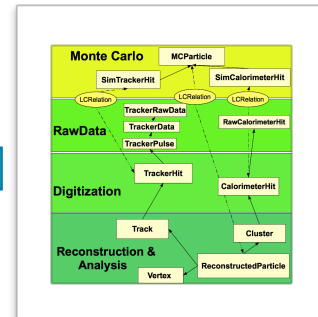 Monte Carlo
MCParticle
SimTrackerHit
SimCalorimeterHit
LCRelation
LCRelation
LCRelation
TrackerRawData
RawCalorimeterHit
RawData
TrackerData
TrackerPulse
TrackerHit
Digitization
CalorimeterHit
Track
Cluster
Reconstruction &
Analysis
ReconstructedParticle
Vertex